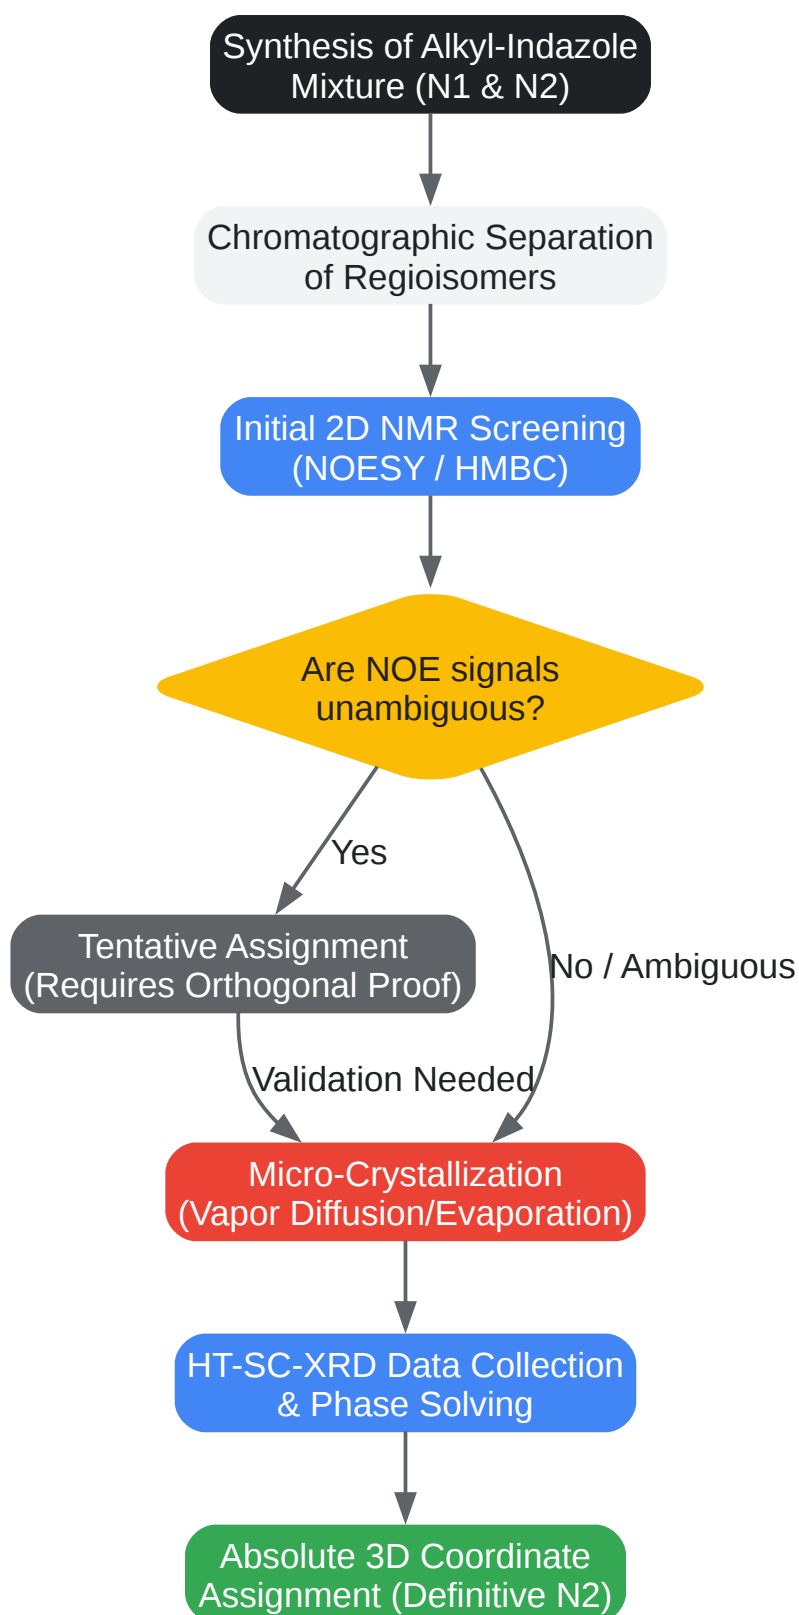 Synthesis of Alkyl-Indazole
Mixture (N1 & N2)
Chromatographic Separation
of Regioisomers
Initial 2D NMR Screening
(NOESY / HMBC)
Are NOE signals
unambiguous?
Yes
Tentative Assignment
(Requires Orthogonal Proof)
No / Ambiguous
Validation Needed
Micro-Crystallization
(Vapor Diffusion/Evaporation)
HT-SC-XRD Data Collection
& Phase Solving
Absolute 3D Coordinate
Assignment (Definitive N2)